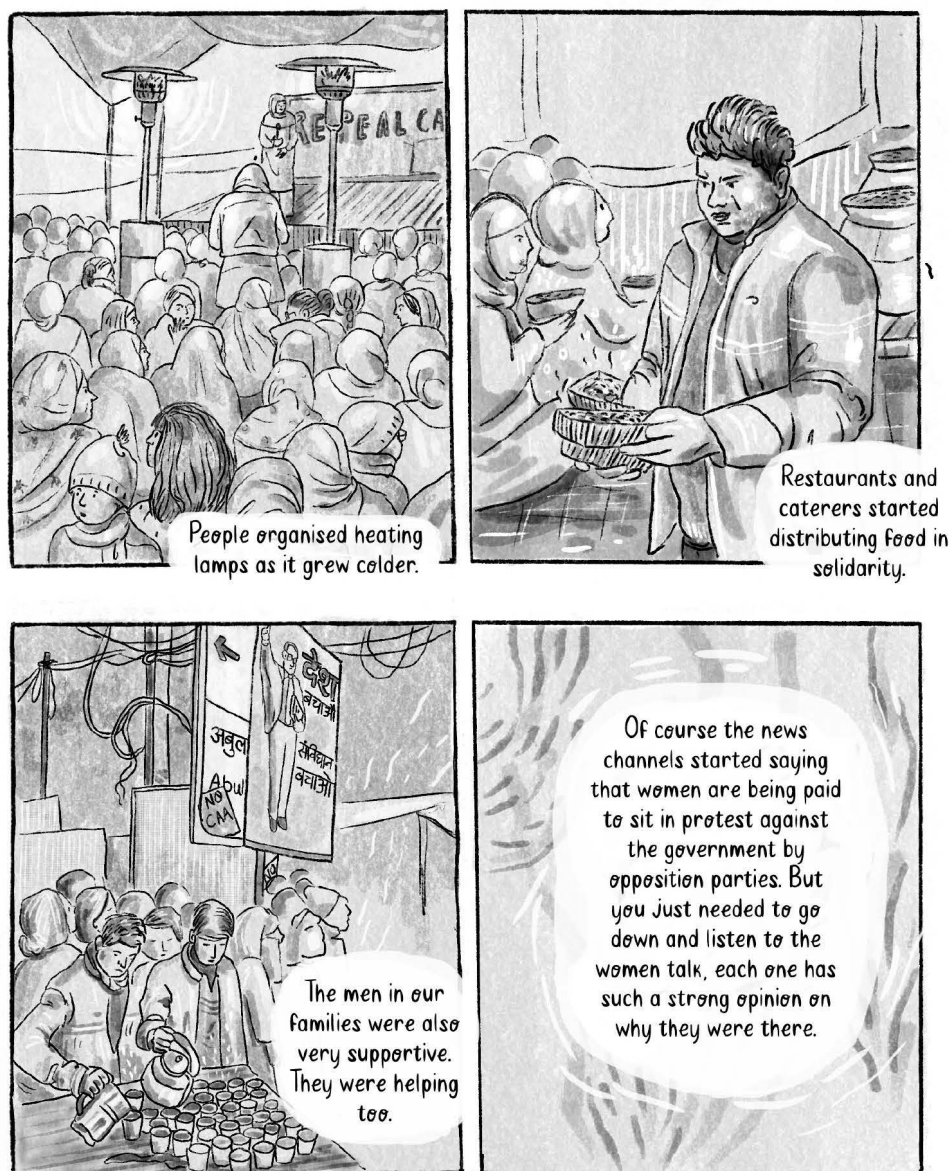 REPEAL CA
People organised heating
lamps as it grew colder.
Restaurants and
caterers started
distributing food in
solidarity.
देश
बचाओ
संविधान
बचाओ
अबुल
Abul
NO
CAA
NO
The men in our
families were also
very supportive.
They were helping
too.
Of course the news
channels started saying
that women are being paid
to sit in protest against
the government by
opposition parties. But
you just needed to go
down and listen to the
women talk, each one has
such a strong opinion on
why they were there.